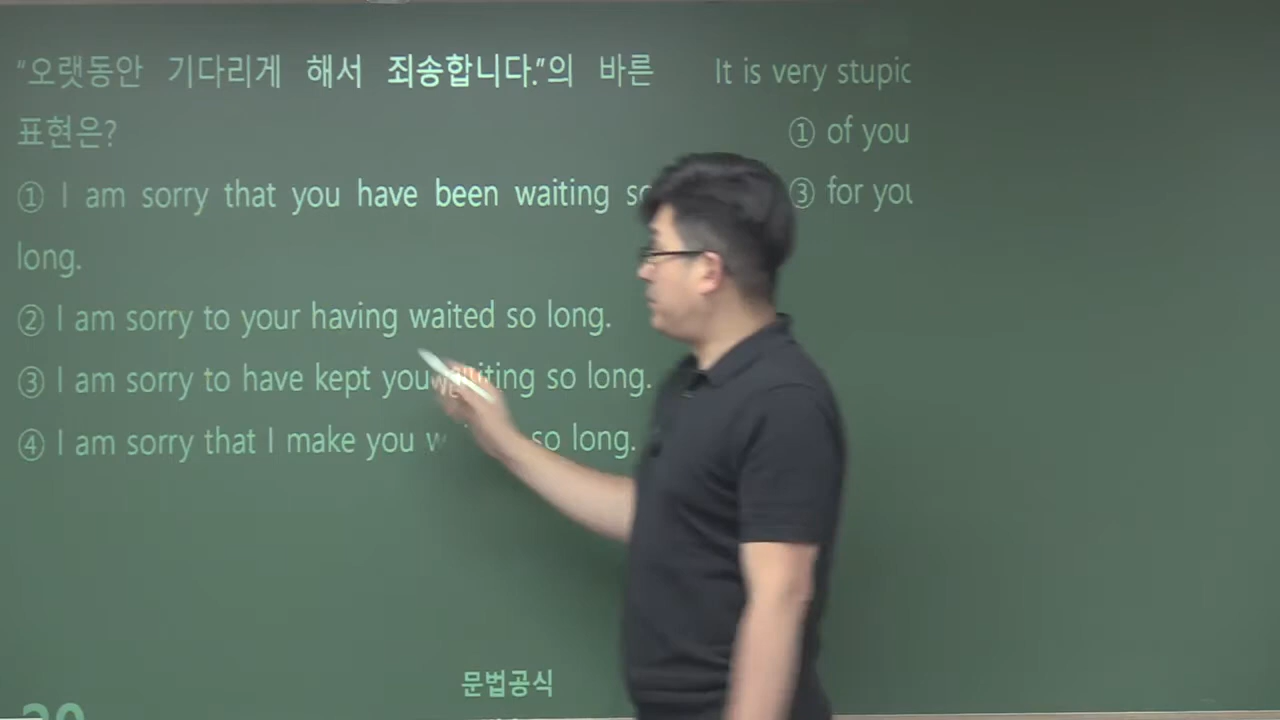 “오랫동안 기다리게 해서 죄송합니다.”의 바른
표현은?
① I am sorry that you have been waiting
long.
② I am sorry to your having waited so long.
③ I am sorry to have kept you waiting so long.
④ I am sorry that I make you so long.
It is very
① of you
③ for you
문법공식